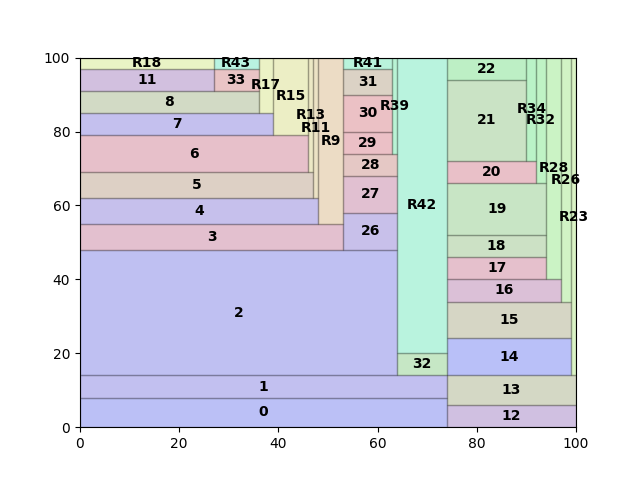 100
R18 R43 R41 22
11 33 R17 31
8 R15 30 R39 21 R34
80 7 R13 R32
R11
6 R9 29
28 20 R28
5 27 R26
60 4 R42 19 R23
3 26 18
17
40 2 16
15
20 32 14
1 13
0 0 12
0 20 40 60 80 100